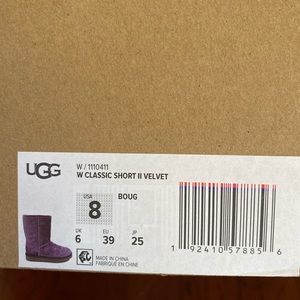 UGG
W / 1110411
W CLASSIC SHORT II VELVET
USA BOUG
8
UK EU JP
6 39 25
MADE IN CHINA
FABRIQUÉ EN CHINE
1 92410 57885 6